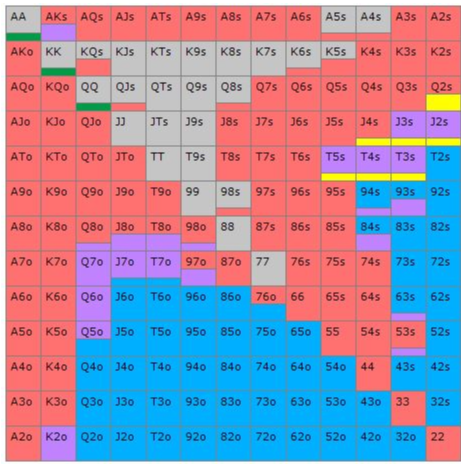 AA AKs AQs AJs ATs A9s A8s A7s A6s A5s A4s A3s A2s
AKo KK KQs KJs KTs K9s K8s K7s K6s K5s K4s K3s K2s
AQo KQo QQ QJs QTs Q9s Q8s Q7s Q6s Q5s Q4s Q3s Q2s
AJo KJo QJo JJ JTs J9s J8s J7s J6s J5s J4s J3s J2s
ATo KTo QTo JTo TT T9s T8s T7s T6s T5s T4s T3s T2s
A9o K9o Q9o J9o T9o 99 98s 97s 96s 95s 94s 93s 92s
A8o K8o Q8o J8o T8o 98o 88 87s 86s 85s 84s 83s 82s
A7o K7o Q7o J7o T7o 97o 87o 77 76s 75s 74s 73s 72s
A6o K6o Q6o J6o T6o 96o 86o 76o 66 65s 64s 63s 62s
A5o K5o Q5o J5o T5o 95o 85o 75o 65o 55 54s 53s 52s
A4o K4o Q4o J4o T4o 94o 84o 74o 64o 54o 44 43s 42s
A3o K3o Q3o J3o T3o 93o 83o 73o 63o 53o 43o 33 32s
A2o K2o Q2o J2o T2o 92o 82o 72o 62o 52o 42o 32o 22